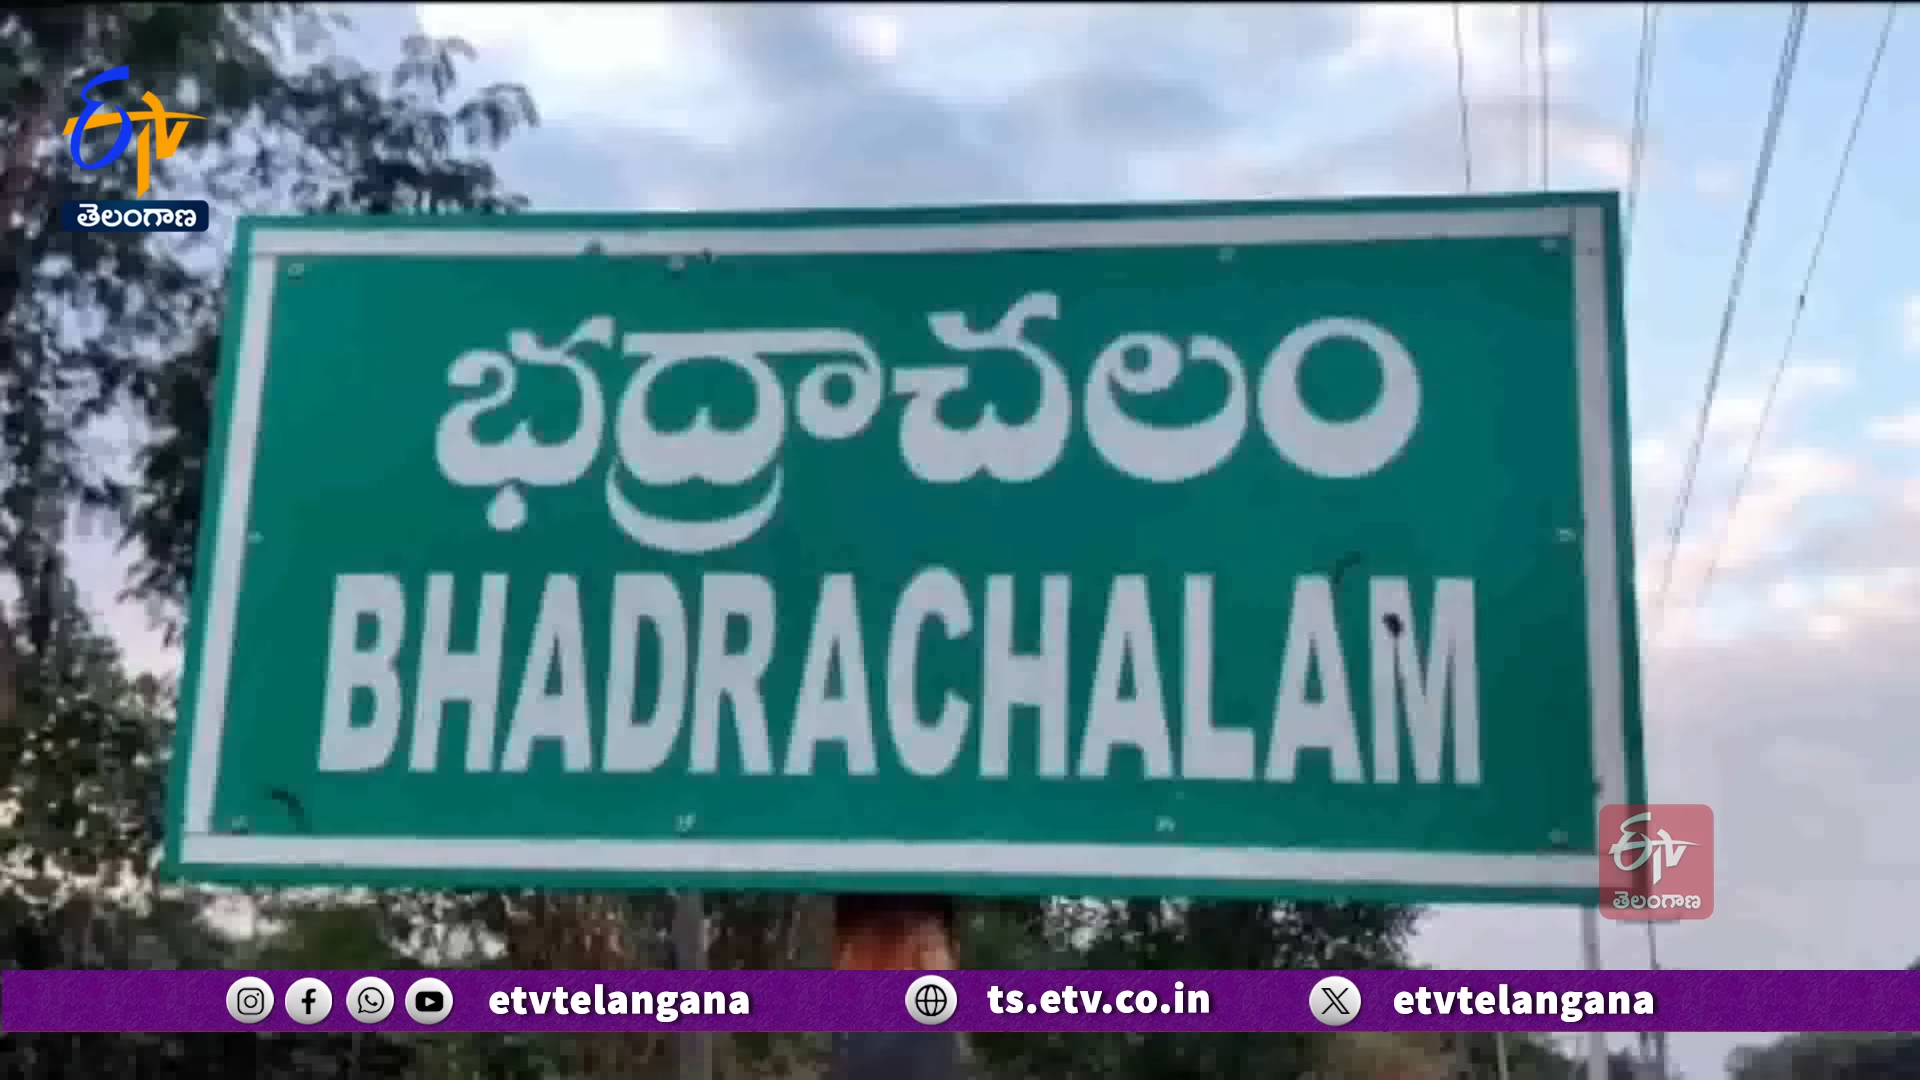 ETV
తెలంగాణ
భద్రాచలం
BHADRACHALAM
ETV
తెలంగాణ
etvtelangana
ts.etv.co.in
etvtelangana